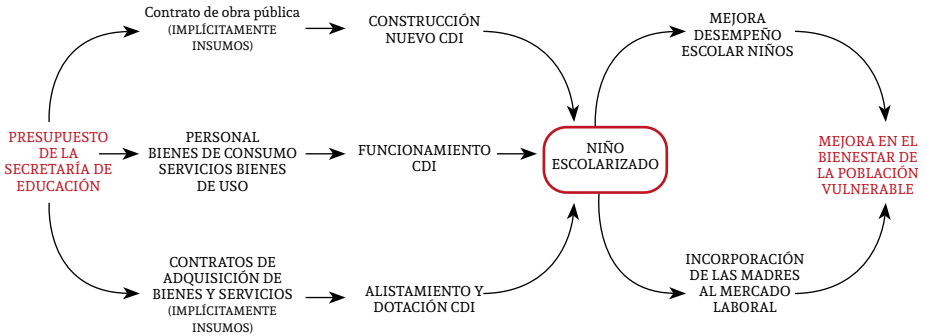 Contrato de obra pública
(IMPLÍCITAMENTE
INSUMOS)
CONSTRUCCIÓN
NUEVO CDI
MEJORA
DESEMPEÑO
ESCOLAR NIÑOS
PRESUPUESTO
DE LA
SECRETARÍA DE
EDUCACIÓN
PERSONAL
BIENES DE CONSUMO
SERVICIOS BIENES
DE USO
FUNCIONAMIENTO
CDI
NIÑO
ESCOLARIZADO
MEJORA EN EL
BIENESTAR DE
LA POBLACIÓN
VULNERABLE
CONTRATOS DE
ADQUISICIÓN DE
BIENES Y SERVICIOS
(IMPLÍCITAMENTE
INSUMOS)
ALISTAMIENTO Y
DOTACIÓN CDI
INCORPORACIÓN
DE LAS MADRES
AL MERCADO
LABORAL